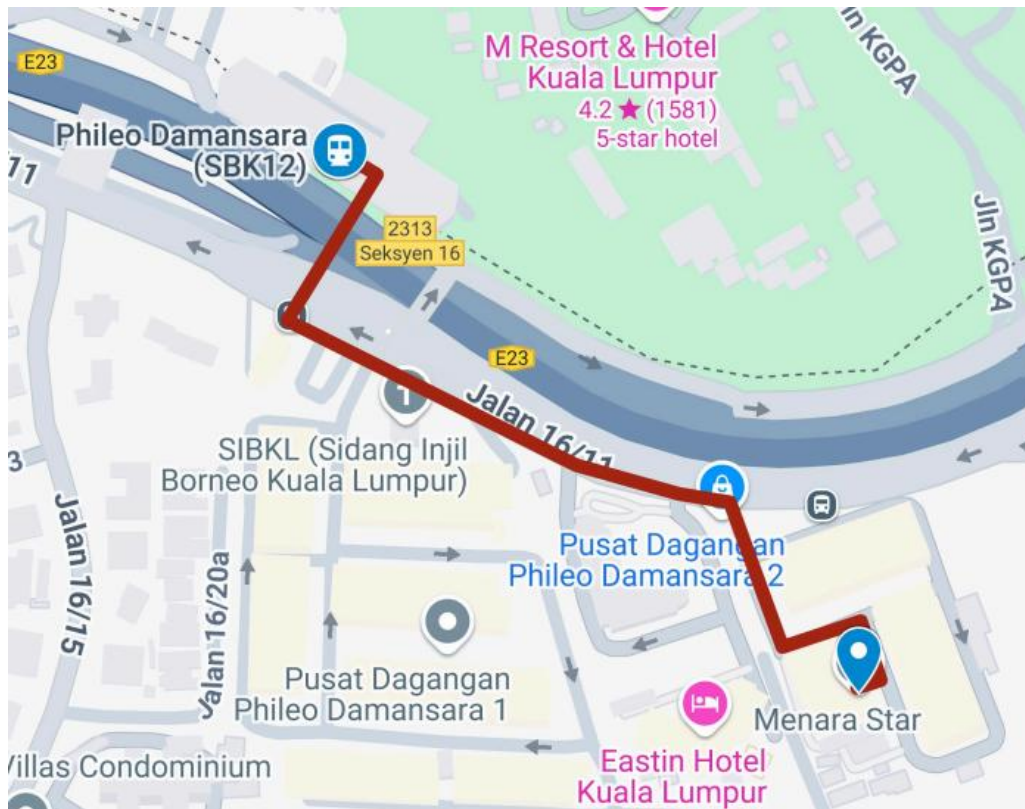 M Resort & Hotel
Kuala Lumpur
4.2 ★ (1581)
5-star hotel
Jln KGPA
E23
Phileo Damansara
(SBK12)
/11
2313
Seksyen 16
Jln KGPA
E23
Jalan 16/11
SIBKL (Sidang Injil
Borneo Kuala Lumpur)
3
Jalan 16/15
Jalan 16/20a
Pusat Dagangan
Phileo Damansara 2
Pusat Dagangan
Phileo Damansara 1
Menara Star
Villas Condominium
Eastin Hotel
Kuala Lumpur